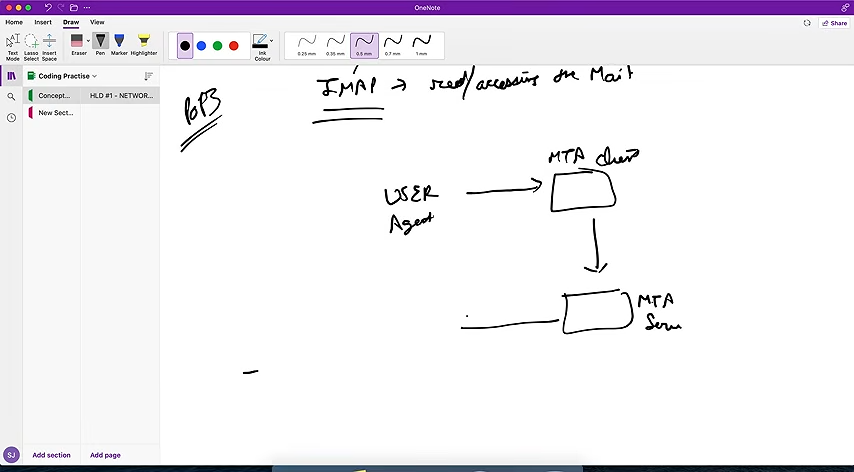 OneNote
Home Insert Draw View
Share
Text Mode
Lasso Select
Insert Space
Eraser
Pen
Marker
Highlighter
Ink Colour
0.25 mm
0.35 mm
0.5 mm
0.7 mm
1 mm
Coding Practise
Concept...
HLD #1 - NETWOR...
New Sect...
IMAP → read/accessing the Mail
POP3
MTA client
USER
Agent
MTA
Serv
SJ
Add section
Add page